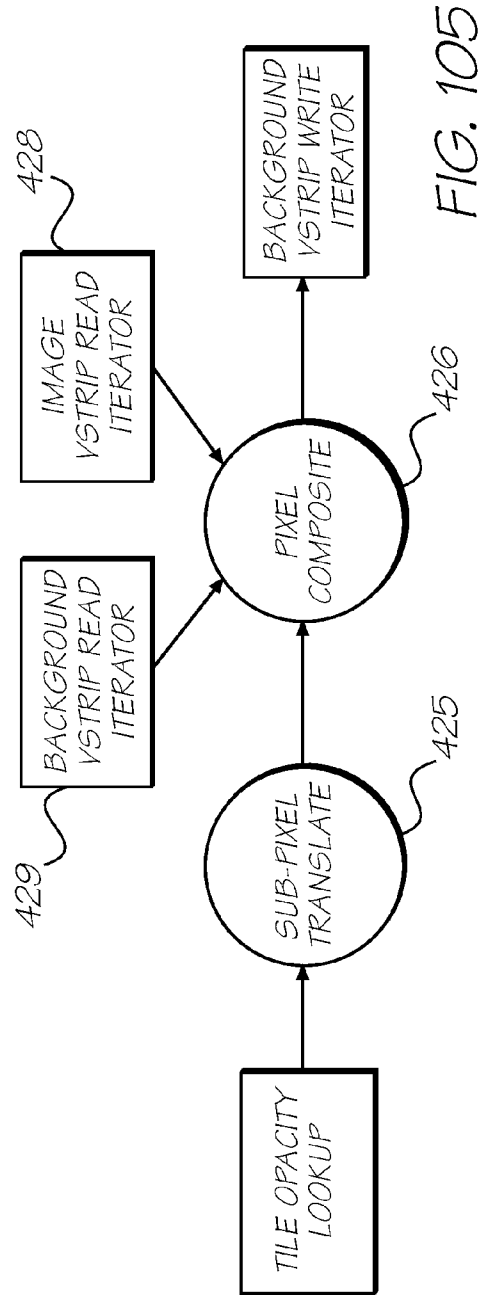 429
BACKGROUND
VSTRIP READ
ITERATOR
428
IMAGE
VSTRIP READ
ITERATOR
TILE OPACITY
LOOKUP
SUB-PIXEL
TRANSLATE
425
PIXEL
COMPOSITE
426
BACKGROUND
VSTRIP WRITE
ITERATOR
FIG. 105